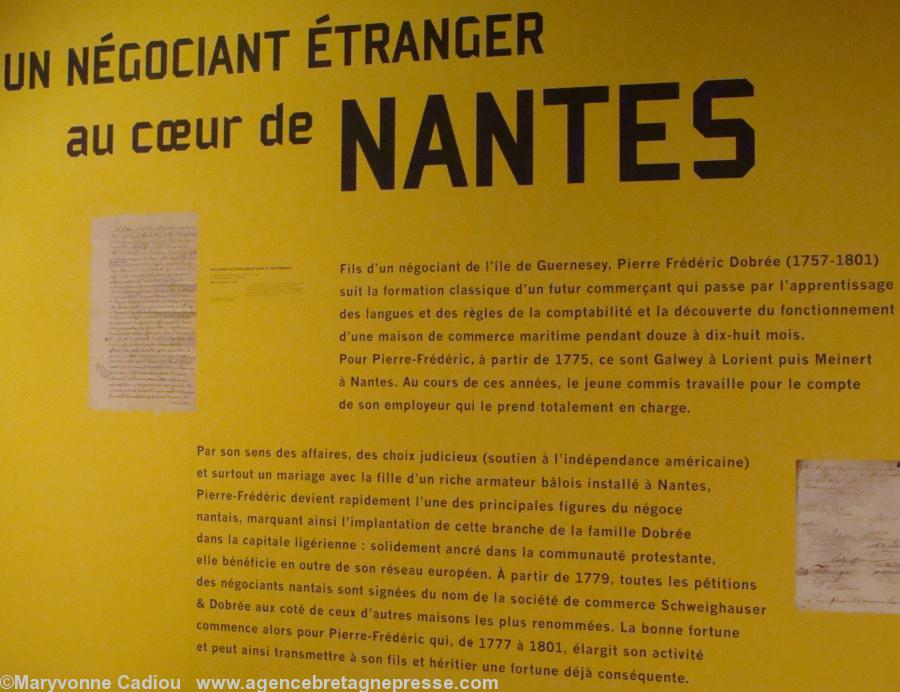 UN NÉGOCIANT ÉTRANGER
au cœur de NANTES
Fils d'un négociant de l'île de Guernesey, Pierre Frédéric Dobrée (1757-1801)
suit la formation classique d'un futur commerçant qui passe par l'apprentissage
des langues et des règles de la comptabilité et la découverte du fonctionnement
d'une maison de commerce maritime pendant douze à dix-huit mois.
Pour Pierre-Frédéric, à partir de 1775, ce sont Galwey à Lorient puis Meinert
à Nantes. Au cours de ces années, le jeune commis travaille pour le compte
de son employeur qui le prend totalement en charge.
Par son sens des affaires, des choix judicieux (soutien à l'indépendance américaine)
et surtout un mariage avec la fille d'un riche armateur bâlois installé à Nantes,
Pierre-Frédéric devient rapidement l'une des principales figures du négoce
nantais, marquant ainsi l'implantation de cette branche de la famille Dobrée
dans la capitale ligérienne : solidement ancré dans la communauté protestante,
elle bénéficie en outre de son réseau européen. À partir de 1779, toutes les pétitions
des négociants nantais sont signées du nom de la société de commerce Schweighauser
& Dobrée aux coté de ceux d'autres maisons les plus renommées. La bonne fortune
commence alors pour Pierre-Frédéric qui, de 1777 à 1801, élargit son activité
et peut ainsi transmettre à son fils et héritier une fortune déjà conséquente.
©Maryvonne Cadiou www.agencebretagnepresse.com